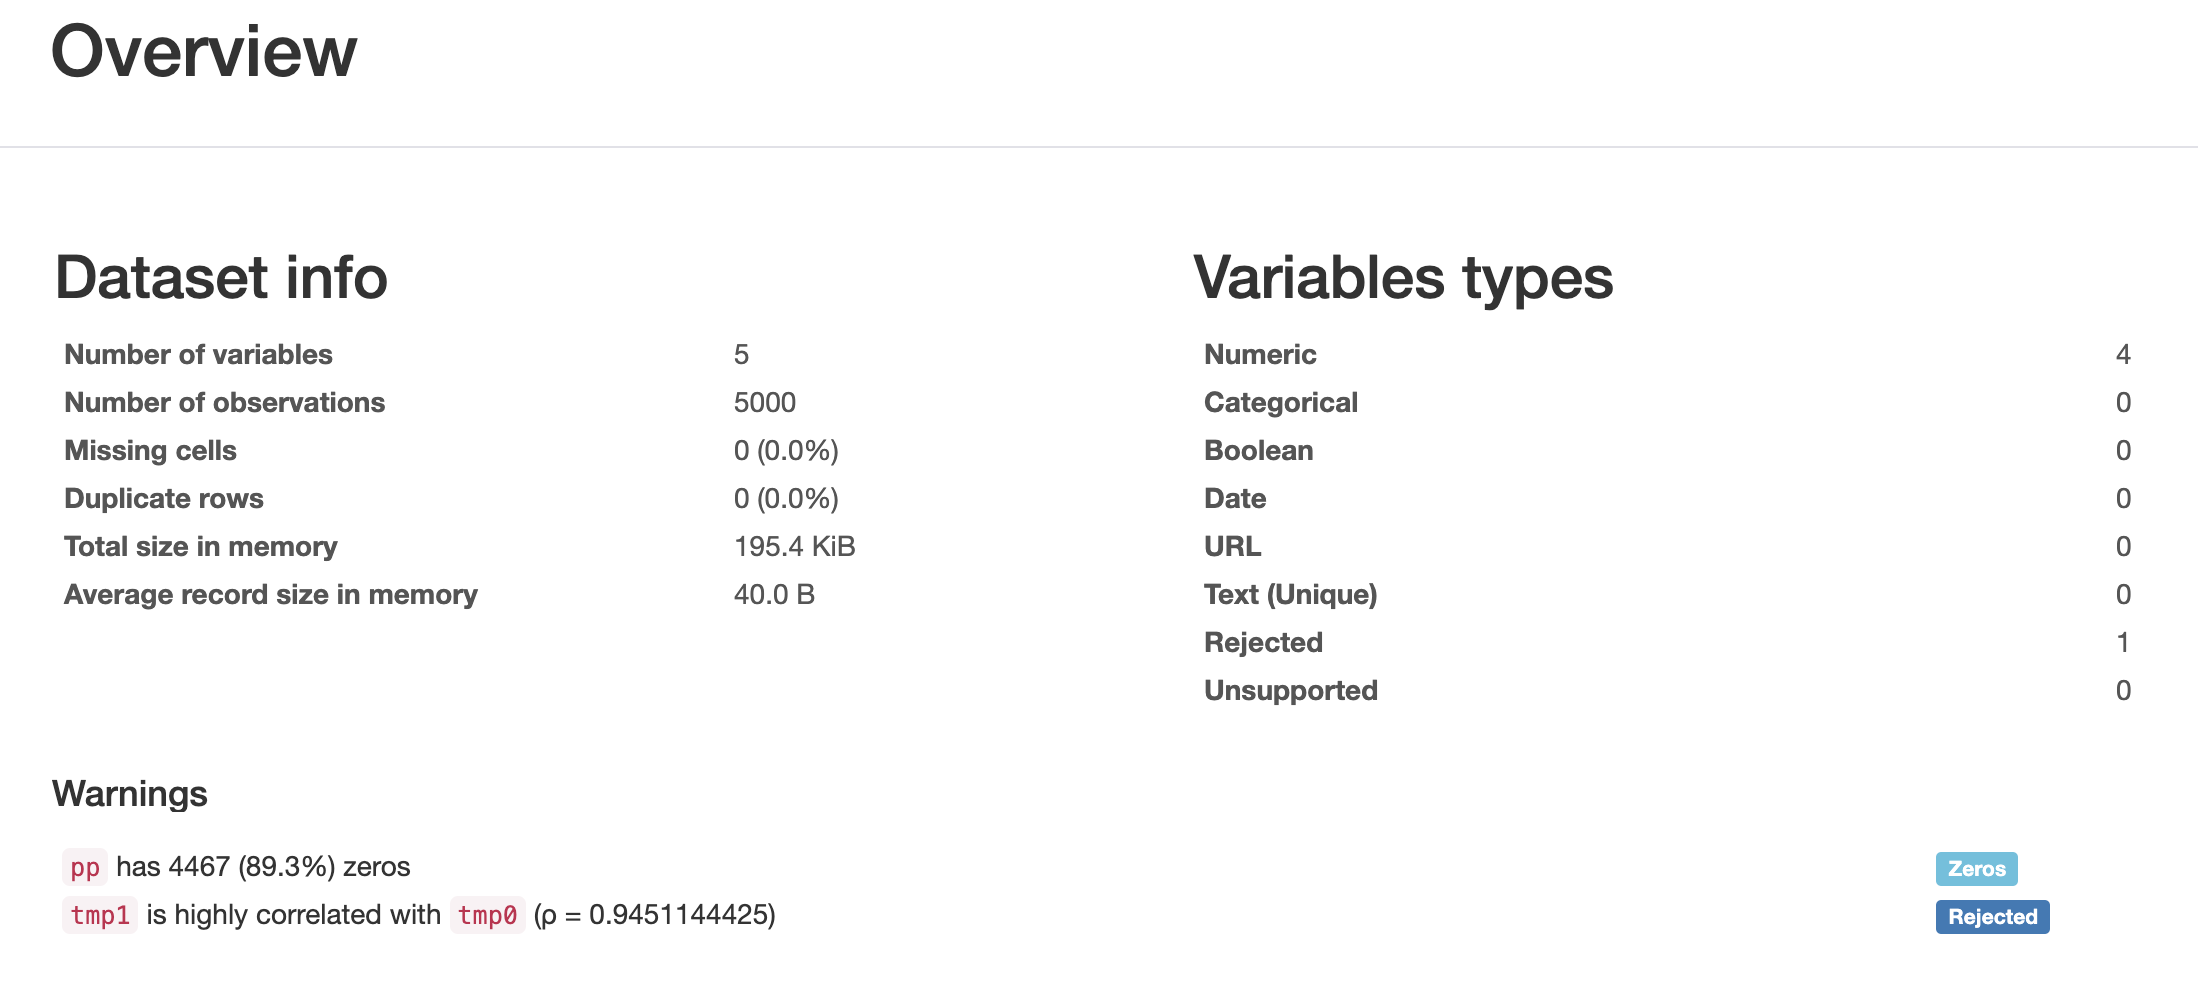 Overview
Dataset info
Number of variables 5
Number of observations 5000
Missing cells 0 (0.0%)
Duplicate rows 0 (0.0%)
Total size in memory 195.4 KiB
Average record size in memory 40.0 B
Variables types
Numeric 4
Categorical 0
Boolean 0
Date 0
URL 0
Text (Unique) 0
Rejected 1
Unsupported 0
Warnings
pp has 4467 (89.3%) zeros Zeros
tmp1 is highly correlated with tmp0 (ρ = 0.9451144425) Rejected